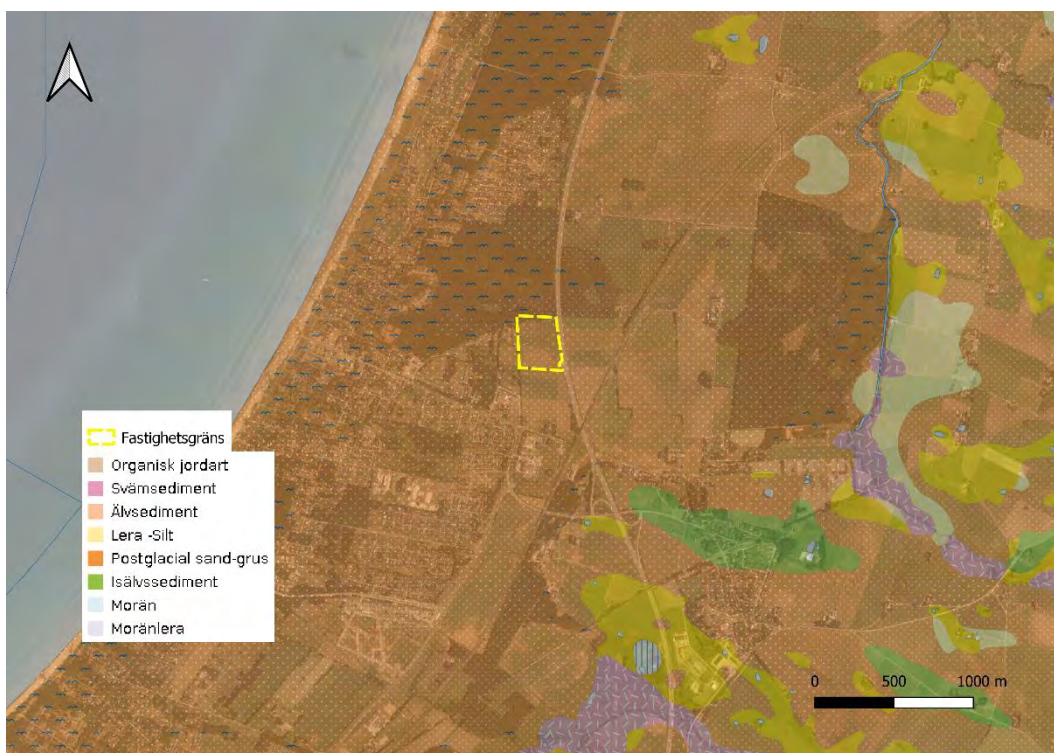 Fastighetsgräns
Organisk jordart
Svämsediment
Älvsediment
Lera -Silt
Postglacial sand-grus
Isälvssediment
Morän
Moränlera
0 500 1000 m